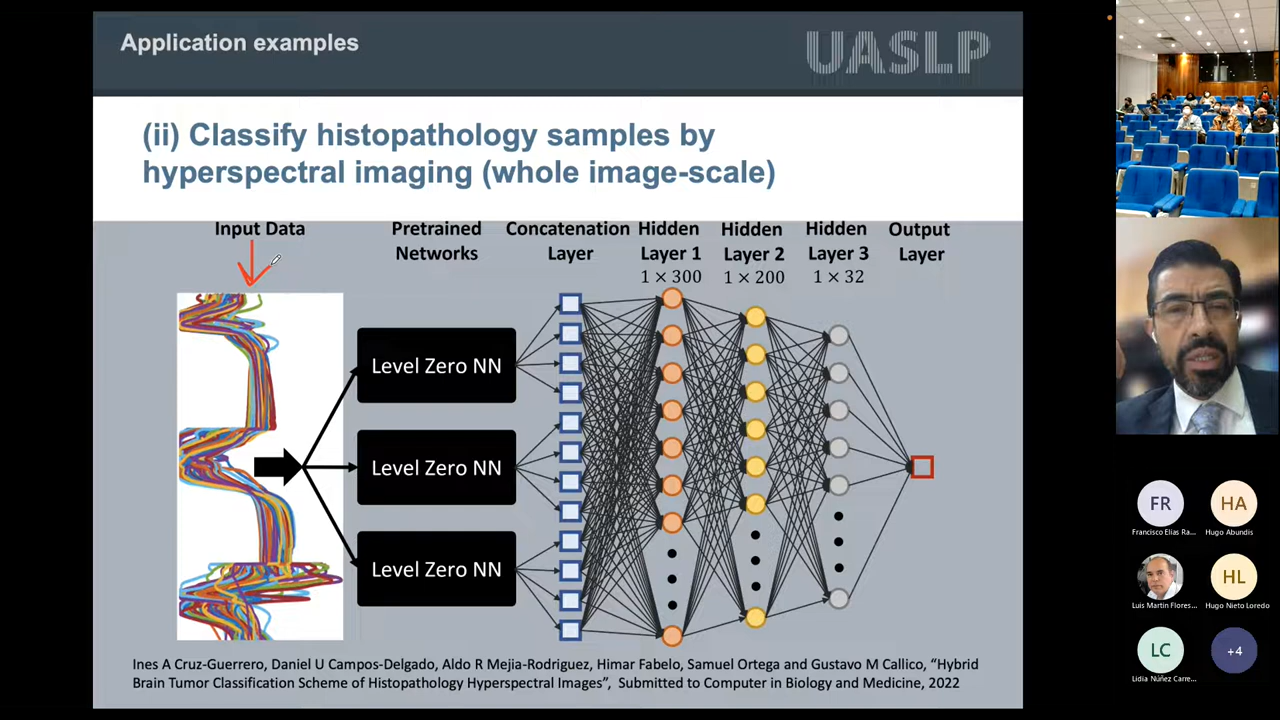 Application examples
UASLP
(ii) Classify histopathology samples by
hyperspectral imaging (whole image-scale)
Input Data
Pretrained
Networks
Concatenation
Layer
Hidden
Layer 1
1 × 300
Hidden
Layer 2
1 × 200
Hidden
Layer 3
1 × 32
Output
Layer
Level Zero NN
Level Zero NN
Level Zero NN
Ines A Cruz-Guerrero, Daniel U Campos-Delgado, Aldo R Mejia-Rodriguez, Himar Fabelo, Samuel Ortega and Gustavo M Callico, “Hybrid
Brain Tumor Classification Scheme of Histopathology Hyperspectral Images”, Submitted to Computer in Biology and Medicine, 2022
FR
Francisco Elías Ra...
HA
Hugo Abundis
Luis Martin Flores...
HL
Hugo Nieto Loredo
LC
Lidia Núñez Carre...
+4